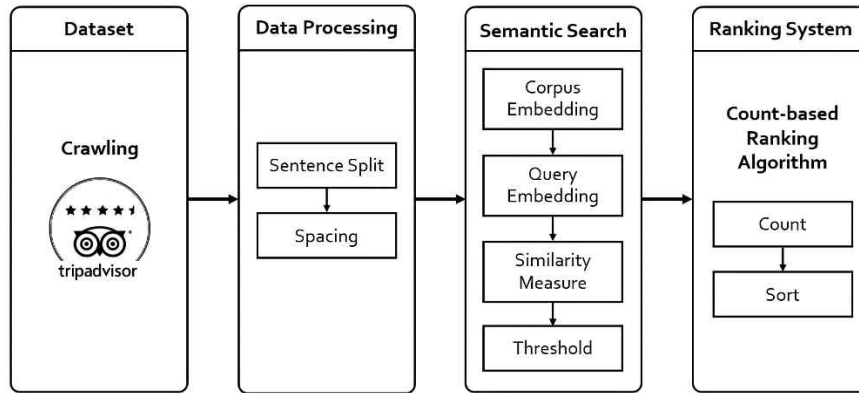 Dataset
Crawling
tripadvisor
Data Processing
Sentence Split
Spacing
Semantic Search
Corpus
Embedding
Query
Embedding
Similarity
Measure
Threshold
Ranking System
Count-based
Ranking
Algorithm
Count
Sort